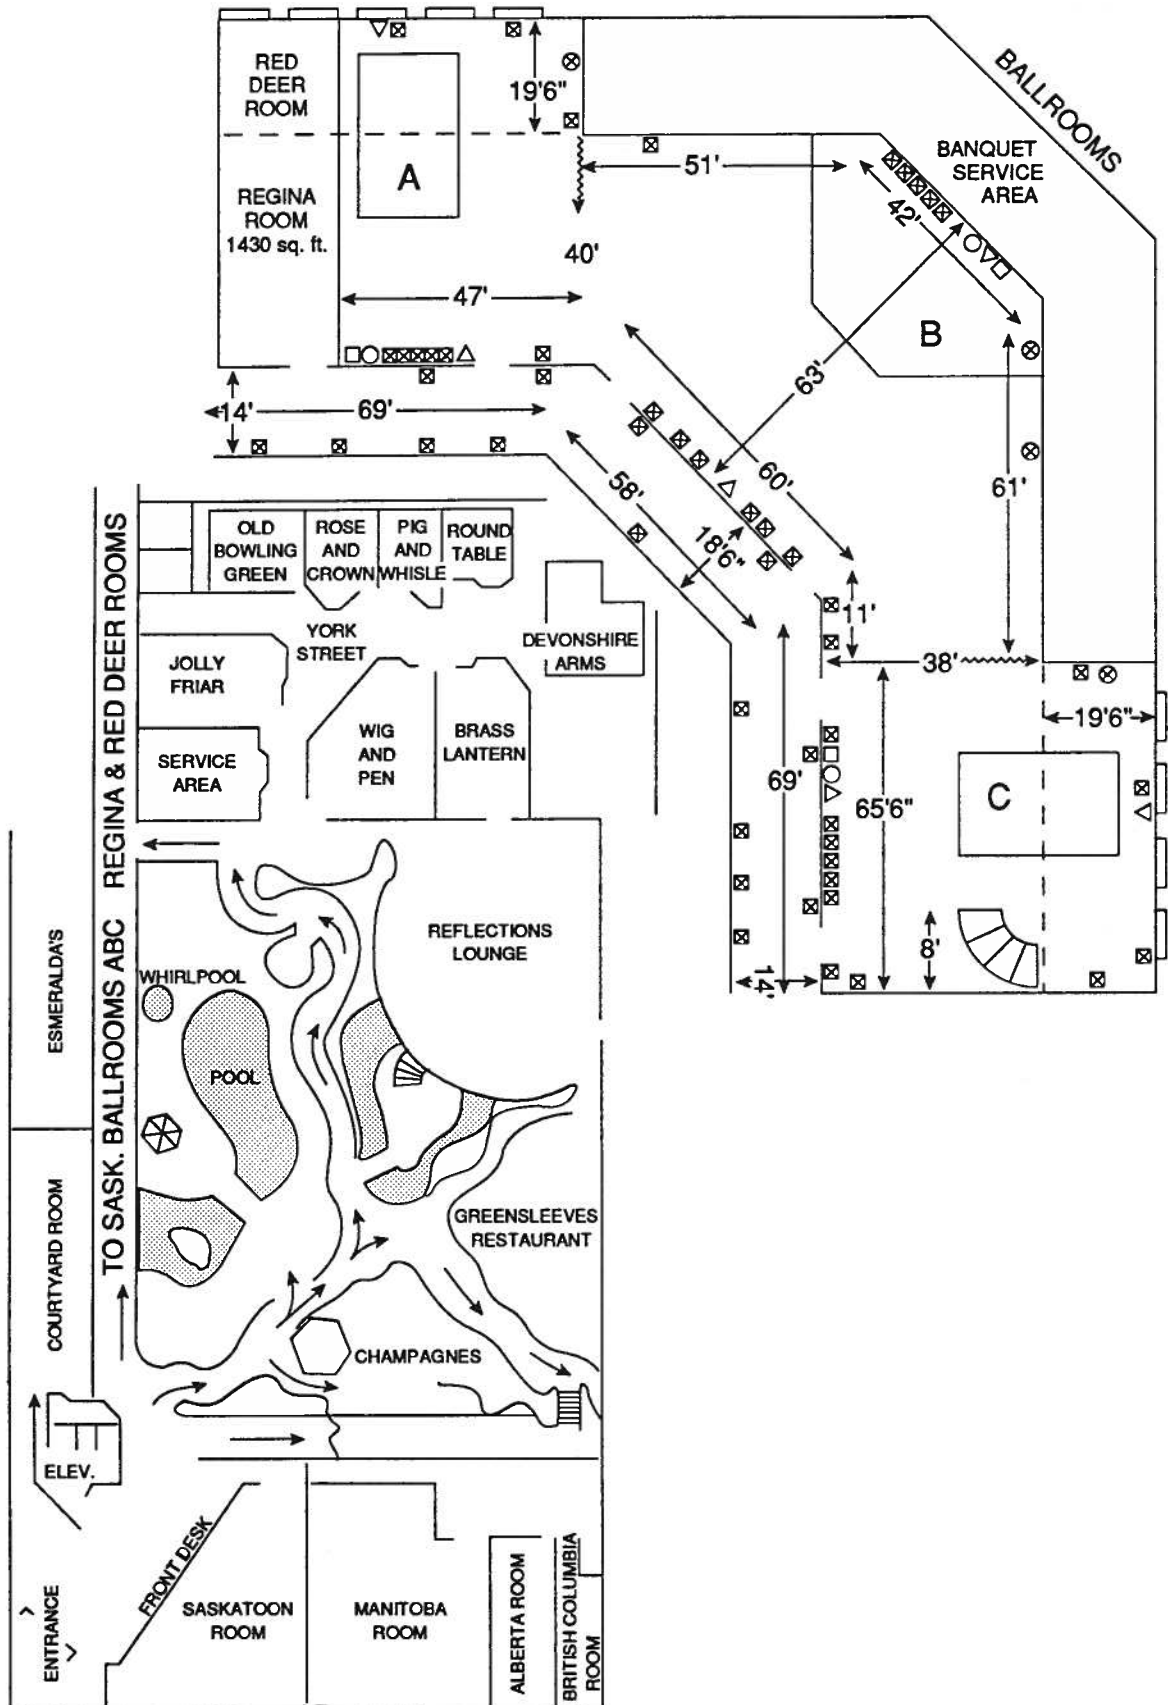 RED
DEER
ROOM
19'6"
BALLROOMS
A
51'
BANQUET
SERVICE
AREA
REGINA
ROOM
1430 sq. ft.
42'
40'
47'
B
63'
14'
69'
60'
58'
61'
18'6"
OLD
BOWLING
GREEN
ROSE
AND
CROWN
PIG
AND
WHISLE
ROUND
TABLE
11'
YORK
STREET
DEVONSHIRE
ARMS
JOLLY
FRIAR
38'
19'6"
WIG
AND
PEN
BRASS
LANTERN
SERVICE
AREA
69'
65'6"
C
TO SASK. BALLROOMS ABC REGINA & RED DEER ROOMS
REFLECTIONS
LOUNGE
8'
14'
ESMERALDA'S
WHIRLPOOL
POOL
COURTYARD ROOM
GREENSLEEVES
RESTAURANT
CHAMPAGNES
ELEV.
FRONT DESK
ENTRANCE
SASKATOON
ROOM
MANITOBA
ROOM
ALBERTA ROOM
BRITISH COLUMBIA
ROOM